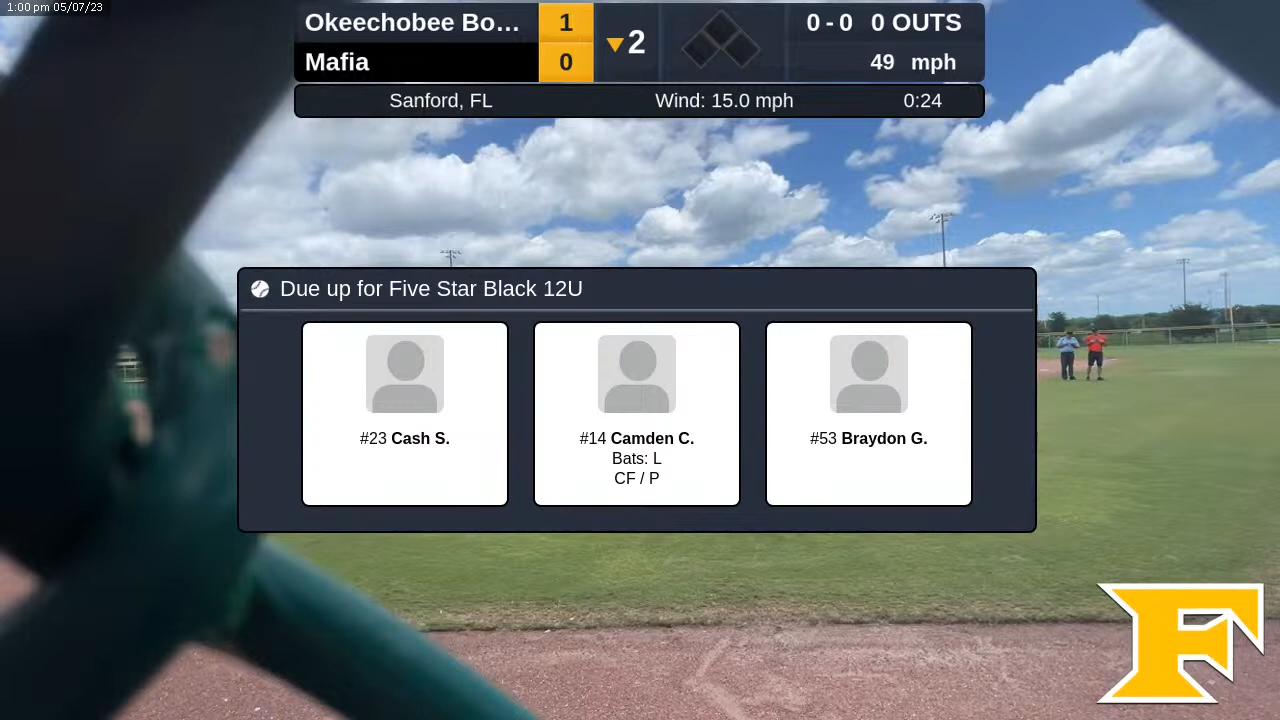 1:00 pm 05/07/23
Okeechobee Bo... 1
Mafia 0
2
0 - 0 0 OUTS
49 mph
Sanford, FL Wind: 15.0 mph 0:24
Due up for Five Star Black 12U
#23 Cash S.
#14 Camden C.
Bats: L
CF / P
#53 Braydon G.
F